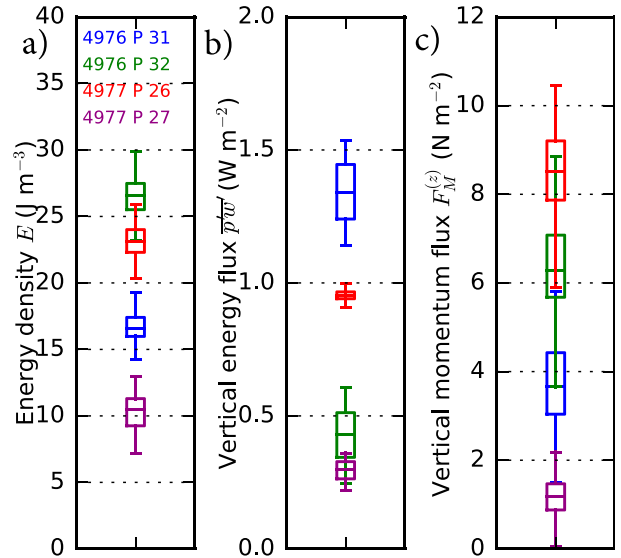 a)
4976 P 31
4976 P 32
4977 P 26
4977 P 27
Energy density E (J m⁻³)
40
35
30
25
20
15
10
5
0
b)
Vertical energy flux p′w′ (W m⁻²)
2.0
1.5
1.0
0.5
0.0
c)
Vertical momentum flux F_M^(z) (N m⁻²)
12
10
8
6
4
2
0